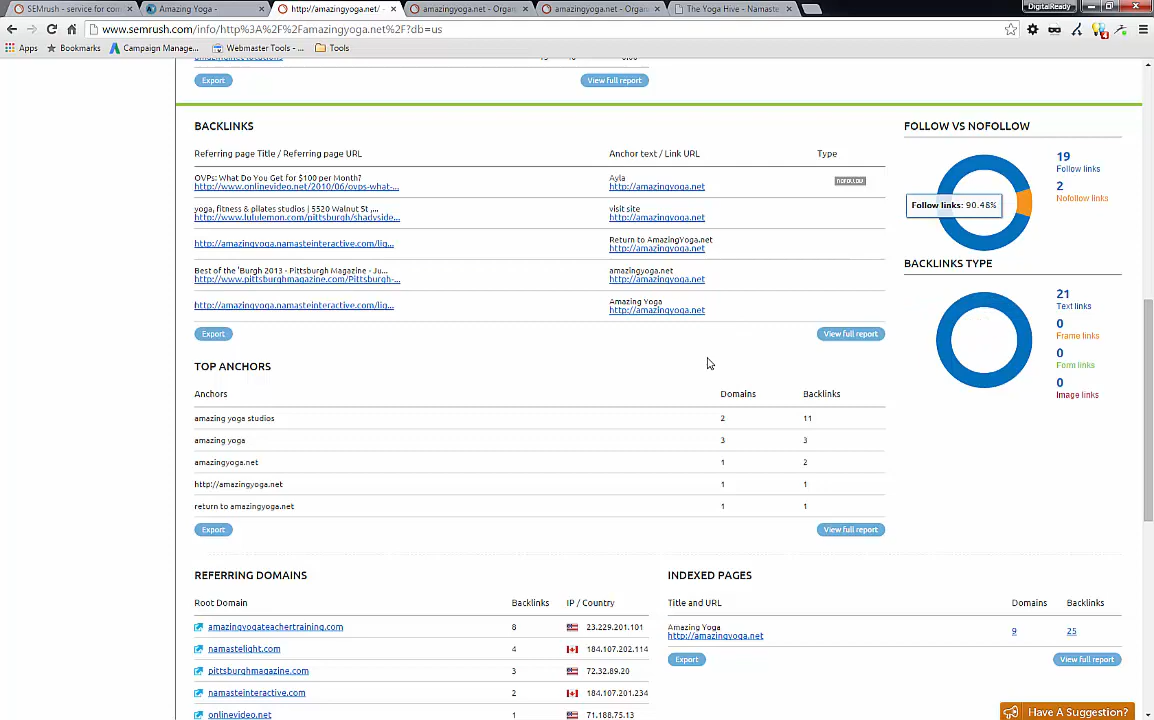 SEMrush - service for com
Amazing Yoga -
http://amazingyoga.net/ -
amazingyoga.net - Organ
amazingyoga.net - Organ
The Yoga Hive - Namaste
DigitalReady
www.semrush.com/info/http%3A%2F%2Famazingyoga.net%2F?db=us
Apps
Bookmarks
Campaign Manage...
Webmaster Tools - ...
Tools
Export
View full report
BACKLINKS
Referring page Title / Referring page URL
Anchor text / Link URL
Type
OVPs: What Do You Get for $100 per Month?
http://www.onlinevideo.net/2010/06/ovps-what-...
Ayla
http://amazingyoga.net
NOFOLLOW
yoga, fitness & pilates studios | 5520 Walnut St ,...
http://www.lululemon.com/pittsburgh/shadyside...
visit site
http://amazingyoga.net
http://amazingyoga.namasteinteractive.com/lig...
Return to AmazingYoga.net
http://amazingyoga.net
Best of the 'Burgh 2013 - Pittsburgh Magazine - Ju...
http://www.pittsburghmagazine.com/Pittsburgh-...
amazingyoga.net
http://amazingyoga.net
http://amazingyoga.namasteinteractive.com/lig...
Amazing Yoga
http://amazingyoga.net
Export
View full report
FOLLOW VS NOFOLLOW
19
Follow links
2
Nofollow links
Follow links: 90.48%
BACKLINKS TYPE
21
Text links
0
Frame links
0
Form links
0
Image links
TOP ANCHORS
Anchors
Domains
Backlinks
amazing yoga studios 2 11
amazing yoga 3 3
amazingyoga.net 1 2
http://amazingyoga.net 1 1
return to amazingyoga.net 1 1
Export
View full report
REFERRING DOMAINS
Root Domain
Backlinks
IP / Country
amazingyogateachertraining.com 8 23.229.201.101
namastelight.com 4 184.107.202.114
pittsburghmagazine.com 3 72.32.89.20
namasteinteractive.com 2 184.107.201.234
onlinevideo.net 1 71.188.75.13
INDEXED PAGES
Title and URL
Domains
Backlinks
Amazing Yoga
http://amazingyoga.net
9
25
Export
View full report
Have A Suggestion?